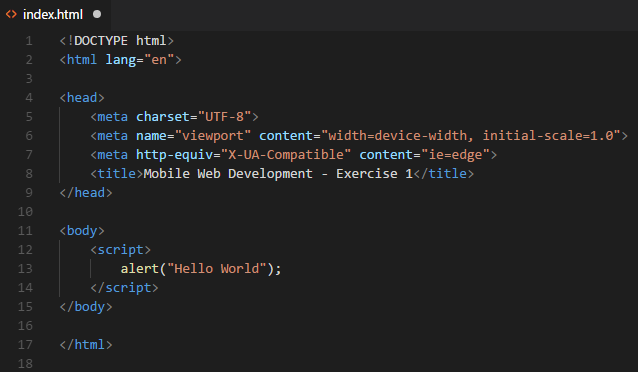 <> index.html ●
1 <!DOCTYPE html>
2 <html lang="en">
3
4 <head>
5     <meta charset="UTF-8">
6     <meta name="viewport" content="width=device-width, initial-scale=1.0">
7     <meta http-equiv="X-UA-Compatible" content="ie=edge">
8     <title>Mobile Web Development - Exercise 1</title>
9 </head>
10
11 <body>
12     <script>
13         alert("Hello World");
14     </script>
15 </body>
16
17 </html>
18